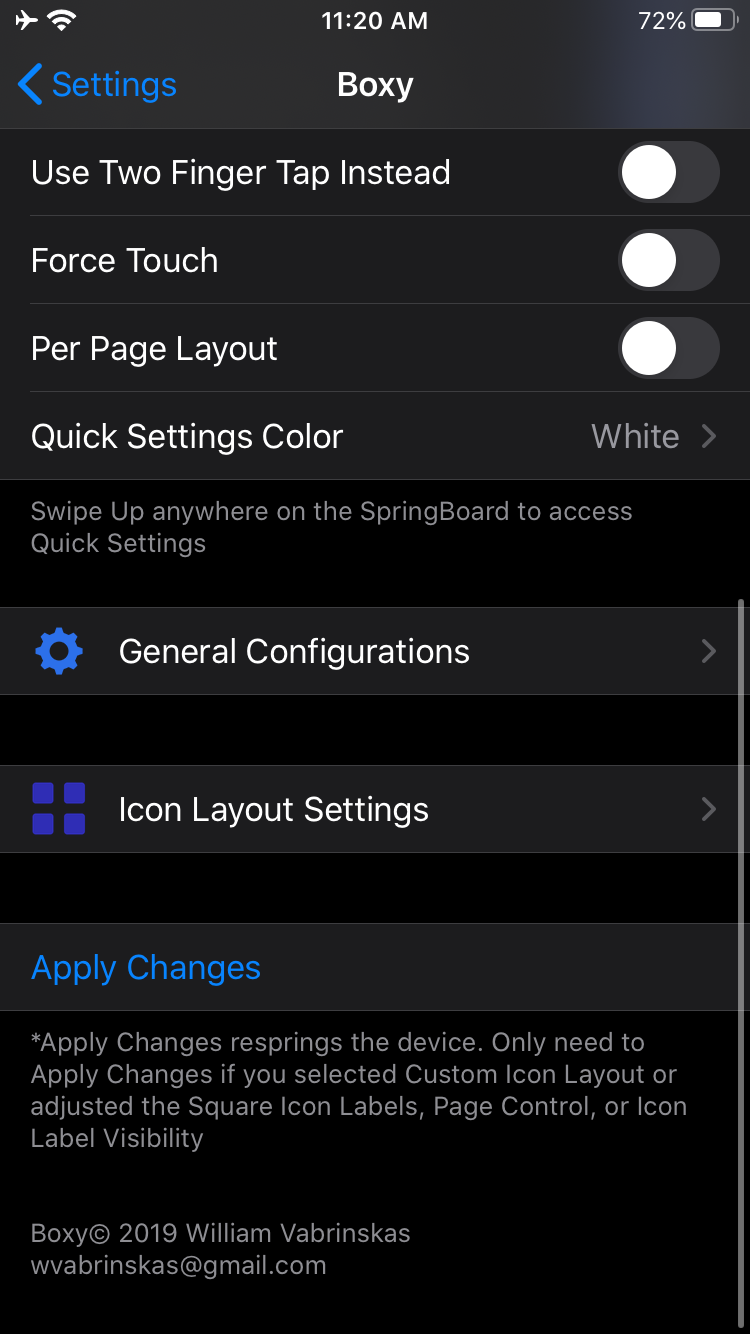 11:20 AM
72%
Settings
Boxy
Use Two Finger Tap Instead
Force Touch
Per Page Layout
Quick Settings Color
White
Swipe Up anywhere on the SpringBoard to access
Quick Settings
General Configurations
Icon Layout Settings
Apply Changes
*Apply Changes resprings the device. Only need to
Apply Changes if you selected Custom Icon Layout or
adjusted the Square Icon Labels, Page Control, or Icon
Label Visibility
Boxy© 2019 William Vabrinskas
wvabrinskas@gmail.com